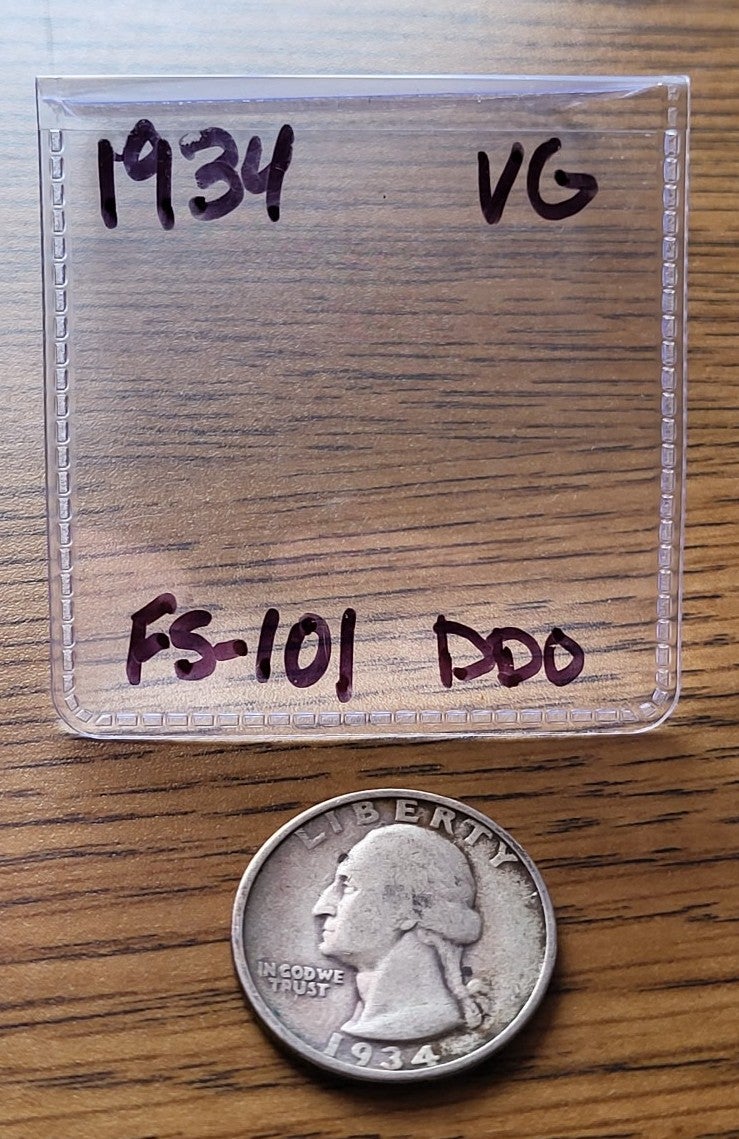 1934 VG
FS-101 DDO
LIBERTY
IN GOD WE
TRUST
1934